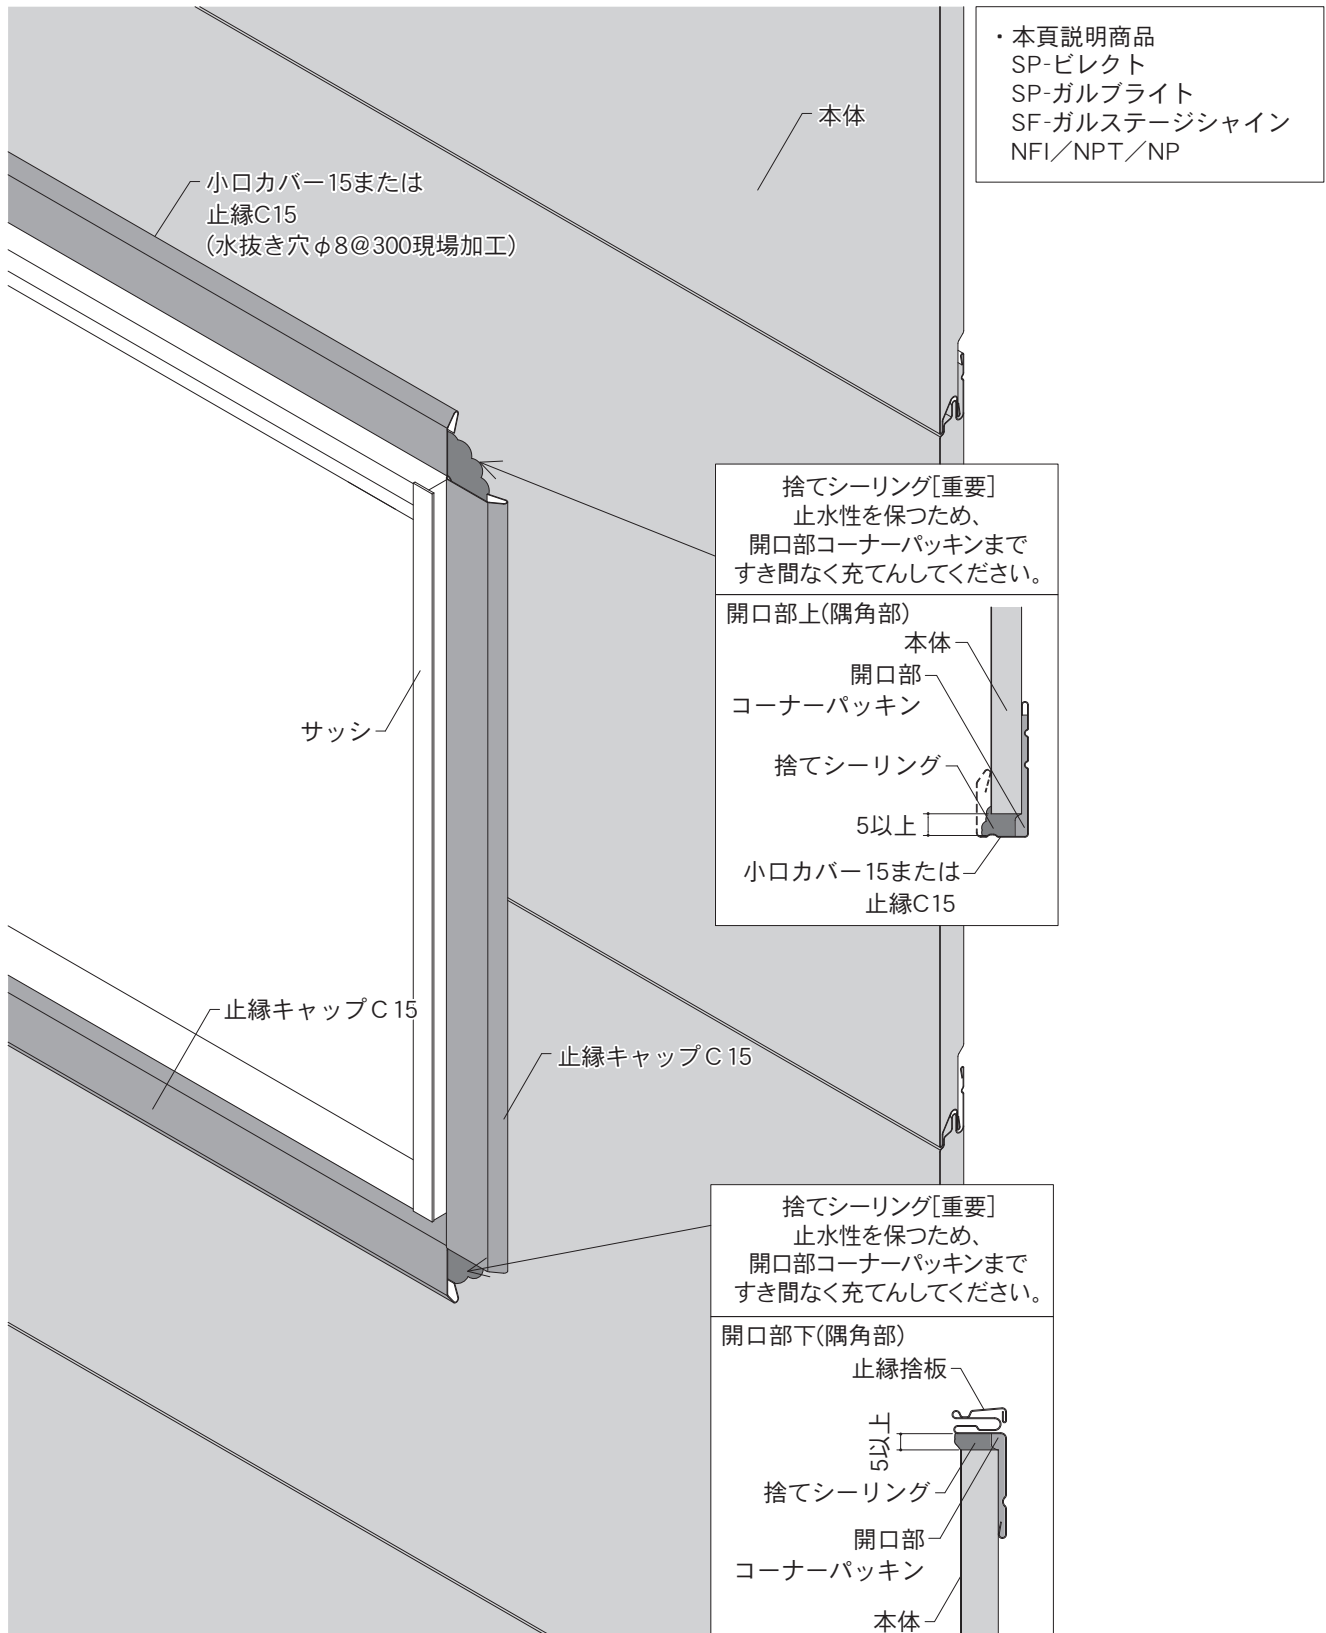 ・本頁説明商品
SP-ビレクト
SP-ガルブライト
SF-ガルステージシャイン
NFI／NPT／NP
本体
小口カバー15または
止縁C15
(水抜き穴φ8@300現場加工)
捨てシーリング[重要]
止水性を保つため、
開口部コーナーパッキンまで
すき間なく充てんしてください。
開口部上(隅角部)
本体
開口部
コーナーパッキン
捨てシーリング
5以上
小口カバー15または
止縁C15
サッシ
止縁キャップC15
止縁キャップC15
捨てシーリング[重要]
止水性を保つため、
開口部コーナーパッキンまで
すき間なく充てんしてください。
開口部下(隅角部)
止縁捨板
5以上
捨てシーリング
開口部
コーナーパッキン
本体